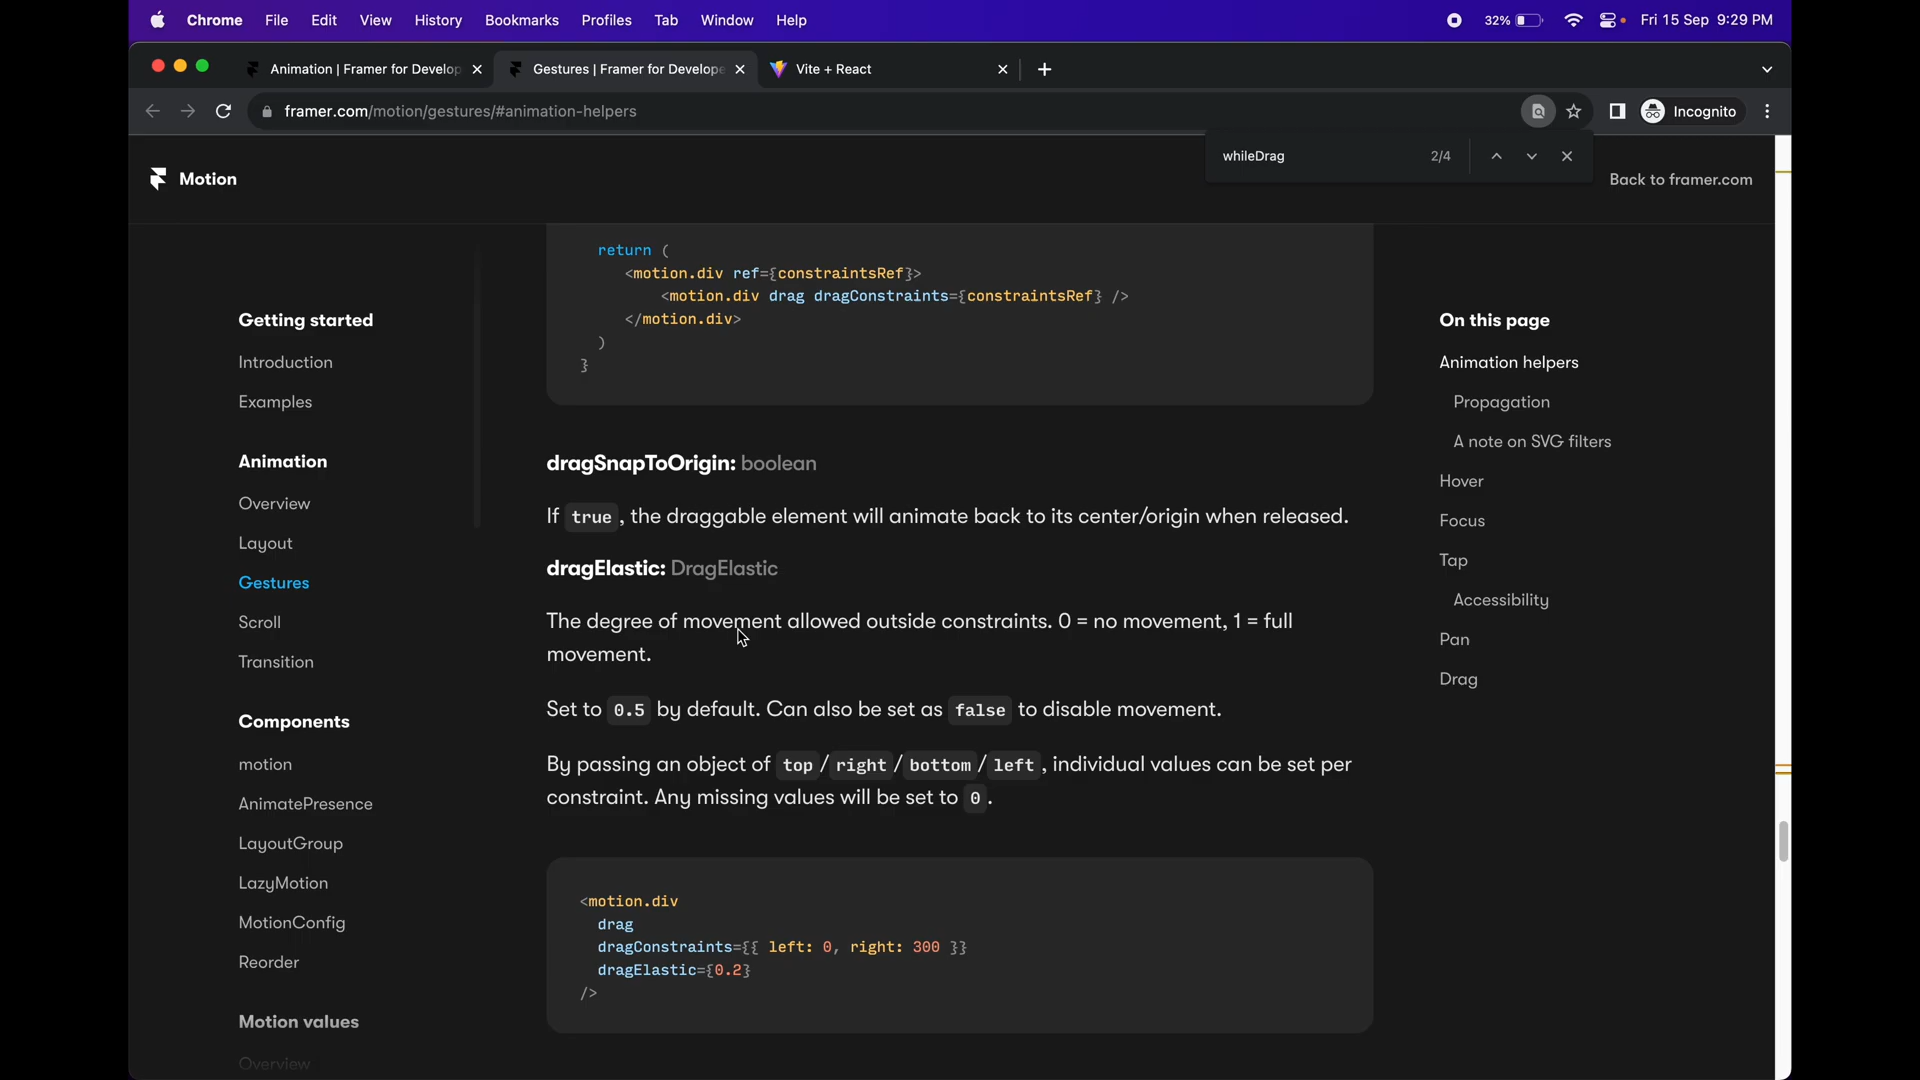 Chrome File Edit View History Bookmarks Profiles Tab Window Help 32% Fri 15 Sep 9:29 PM
Animation | Framer for Develop Gestures | Framer for Develope Vite + React
framer.com/motion/gestures/#animation-helpers Incognito
whileDrag 2/4
Motion Back to framer.com
Getting started
Introduction
Examples
Animation
Overview
Layout
Gestures
Scroll
Transition
Components
motion
AnimatePresence
LayoutGroup
LazyMotion
MotionConfig
Reorder
Motion values
Overview
return (
<motion.div ref={constraintsRef}>
<motion.div drag dragConstraints={constraintsRef} />
</motion.div>
)
}
dragSnapToOrigin: boolean
If true, the draggable element will animate back to its center/origin when released.
dragElastic: DragElastic
The degree of movement allowed outside constraints. 0 = no movement, 1 = full
movement.
Set to 0.5 by default. Can also be set as false to disable movement.
By passing an object of top/right/bottom/left, individual values can be set per
constraint. Any missing values will be set to 0.
<motion.div
drag
dragConstraints={{ left: 0, right: 300 }}
dragElastic={0.2}
/>
On this page
Animation helpers
Propagation
A note on SVG filters
Hover
Focus
Tap
Accessibility
Pan
Drag